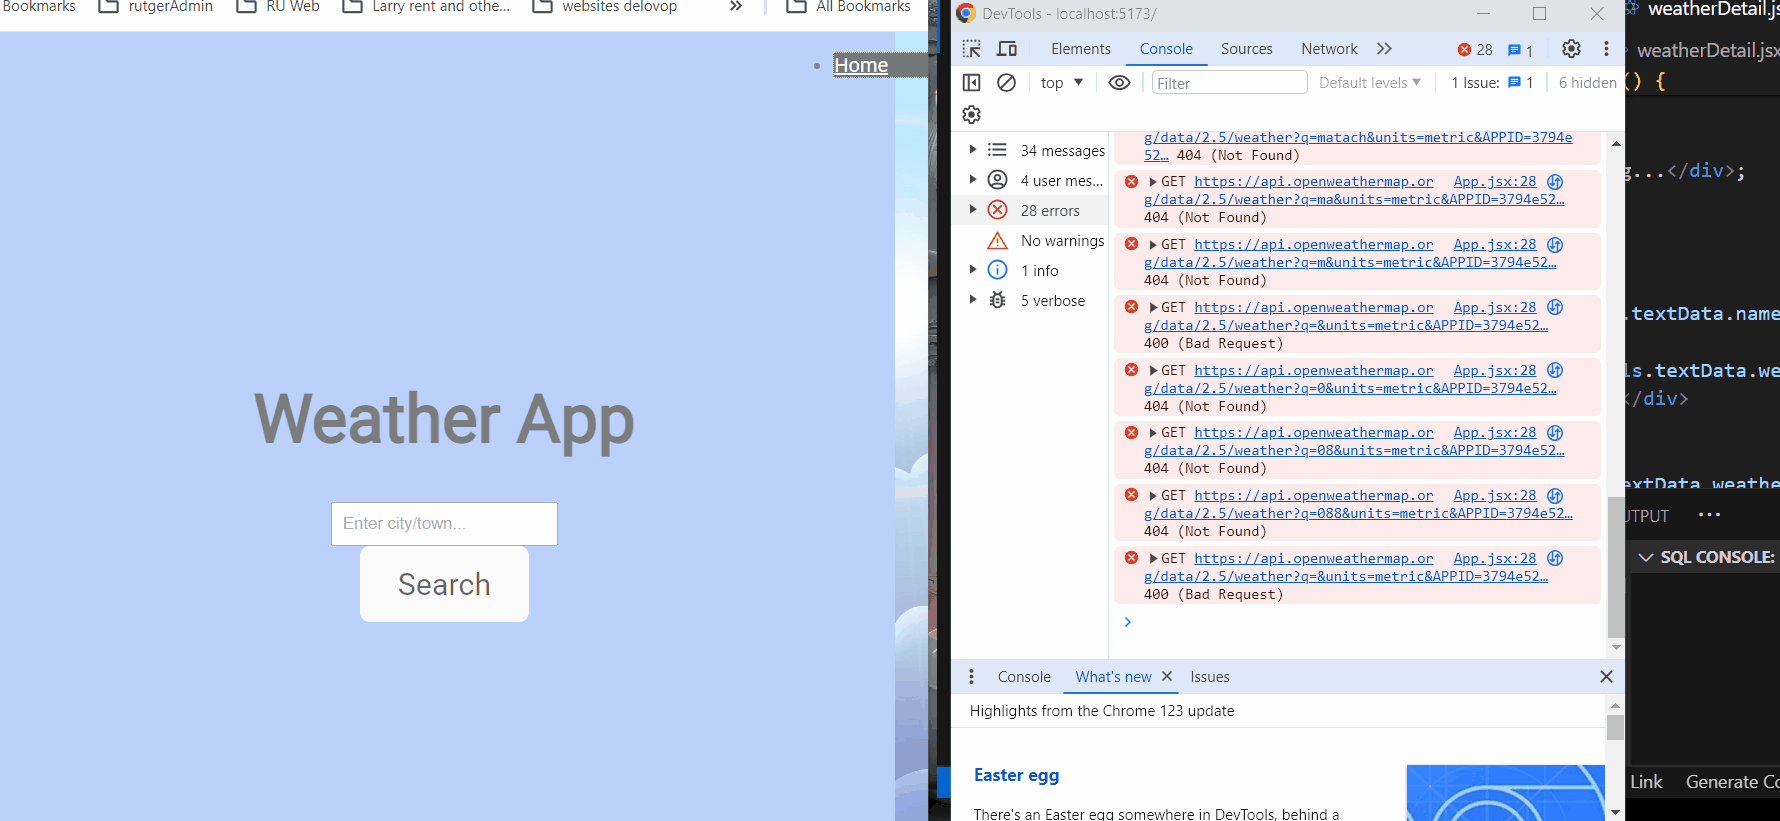 Bookmarks rutgerAdmin RU Web Larry rent and othe... websites delovop » All Bookmarks
Home
Weather App
Enter city/town...
Search
DevTools - localhost:5173/
Elements Console Sources Network 28 1
top Filter Default levels 1 Issue: 1 6 hidden
34 messages
4 user mes...
28 errors
No warnings
1 info
5 verbose
g/data/2.5/weather?q=matach&units=metric&APPID=3794e
52… 404 (Not Found)
GET https://api.openweathermap.or App.jsx:28
g/data/2.5/weather?q=ma&units=metric&APPID=3794e52…
404 (Not Found)
GET https://api.openweathermap.or App.jsx:28
g/data/2.5/weather?q=m&units=metric&APPID=3794e52…
404 (Not Found)
GET https://api.openweathermap.or App.jsx:28
g/data/2.5/weather?q=&units=metric&APPID=3794e52…
400 (Bad Request)
GET https://api.openweathermap.or App.jsx:28
g/data/2.5/weather?q=0&units=metric&APPID=3794e52…
404 (Not Found)
GET https://api.openweathermap.or App.jsx:28
g/data/2.5/weather?q=08&units=metric&APPID=3794e52…
404 (Not Found)
GET https://api.openweathermap.or App.jsx:28
g/data/2.5/weather?q=088&units=metric&APPID=3794e52…
404 (Not Found)
GET https://api.openweathermap.or App.jsx:28
g/data/2.5/weather?q=&units=metric&APPID=3794e52…
400 (Bad Request)
Console What's new Issues
Highlights from the Chrome 123 update
Easter egg
There's an Easter egg somewhere in DevTools, behind a
weatherDetail.js
weatherDetail.jsx
() {
g...</div>;
.textData.name
ls.textData.we
</div>
extData.weathe
UTPUT ···
SQL CONSOLE:
Link Generate Co